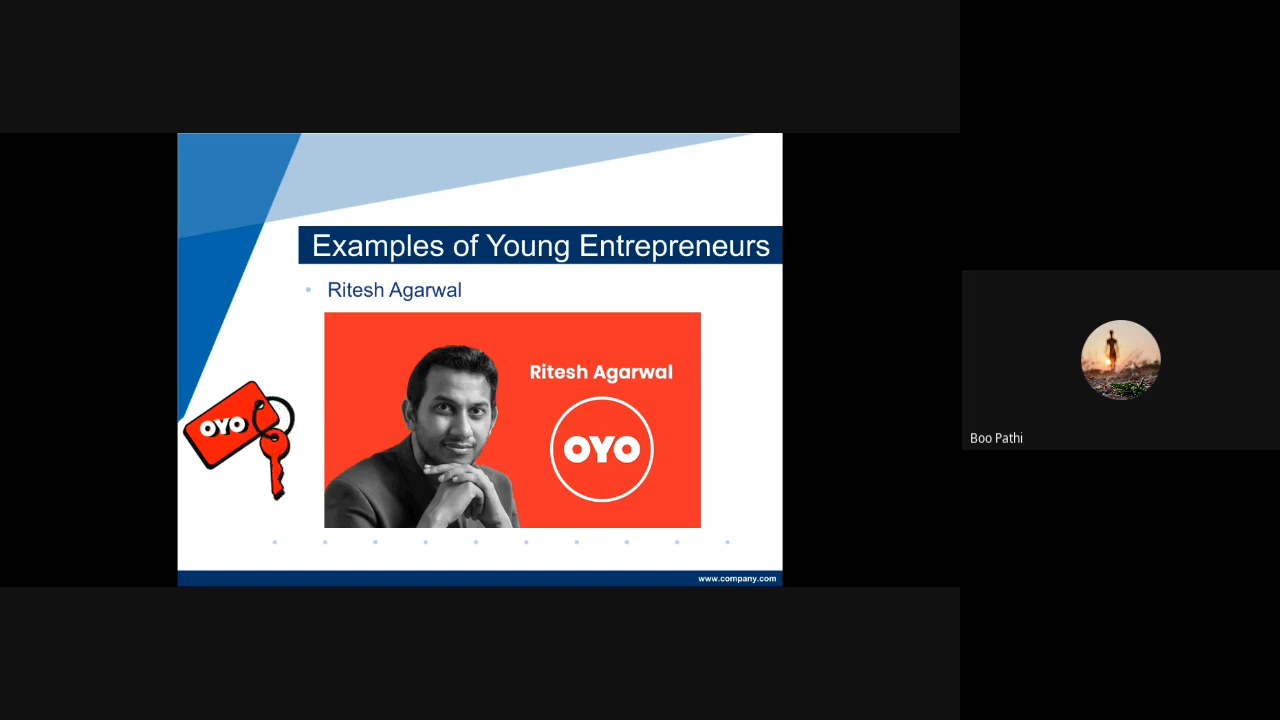 Examples of Young Entrepreneurs
• Ritesh Agarwal
Ritesh Agarwal
OYO
OYO
www.company.com
Boo Pathi